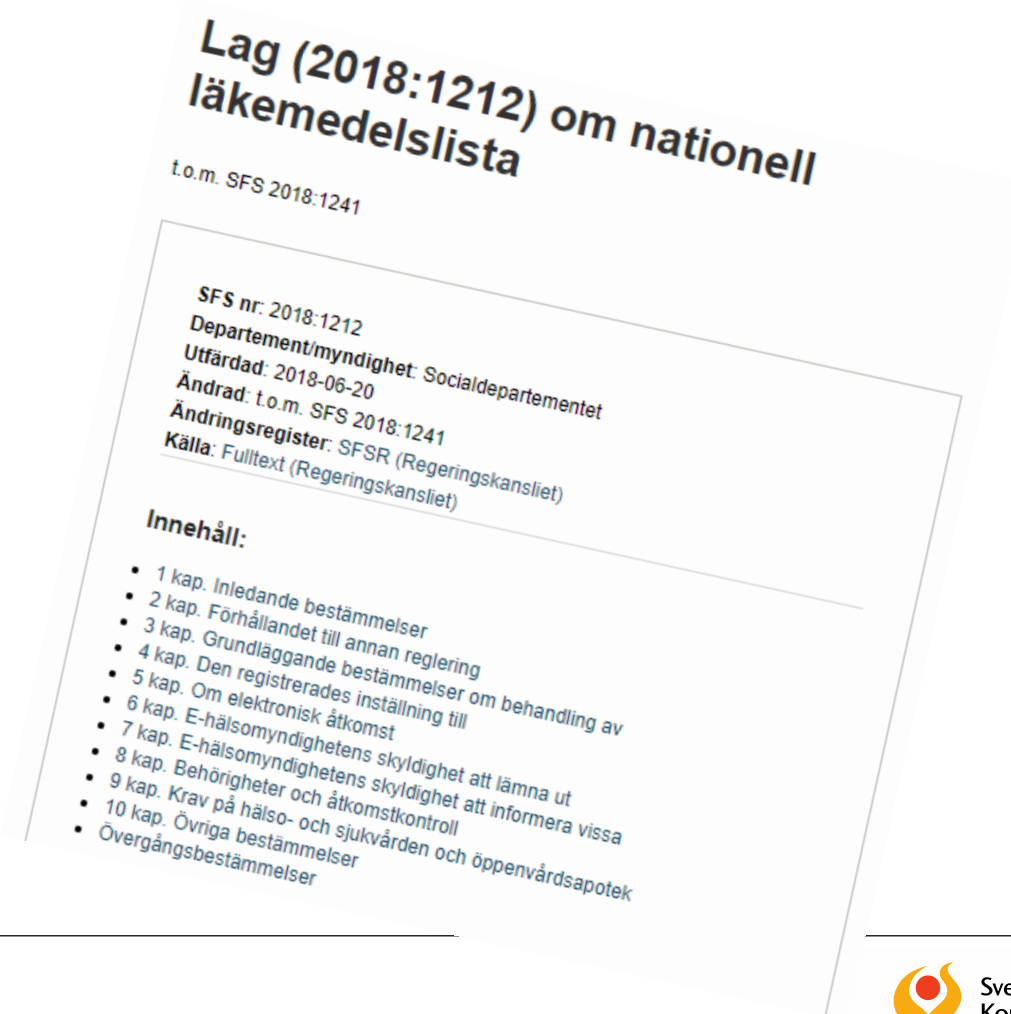 Lag (2018:1212) om nationell
läkemedelslista
t.o.m. SFS 2018:1241
SFS nr: 2018:1212
Departement/myndighet: Socialdepartementet
Utfärdad: 2018-06-20
Ändrad: t.o.m. SFS 2018:1241
Ändringsregister: SFSR (Regeringskansliet)
Källa: Fulltext (Regeringskansliet)
Innehåll:
• 1 kap. Inledande bestämmelser
• 2 kap. Förhållandet till annan reglering
• 3 kap. Grundläggande bestämmelser om behandling av
• 4 kap. Den registrerades inställning till
• 5 kap. Om elektronisk åtkomst
• 6 kap. E-hälsomyndighetens skyldighet att lämna ut
• 7 kap. E-hälsomyndighetens skyldighet att informera vissa
• 8 kap. Behörigheter och åtkomstkontroll
• 9 kap. Krav på hälso- och sjukvården och öppenvårdsapotek
• 10 kap. Övriga bestämmelser
• Övergångsbestämmelser
Sve